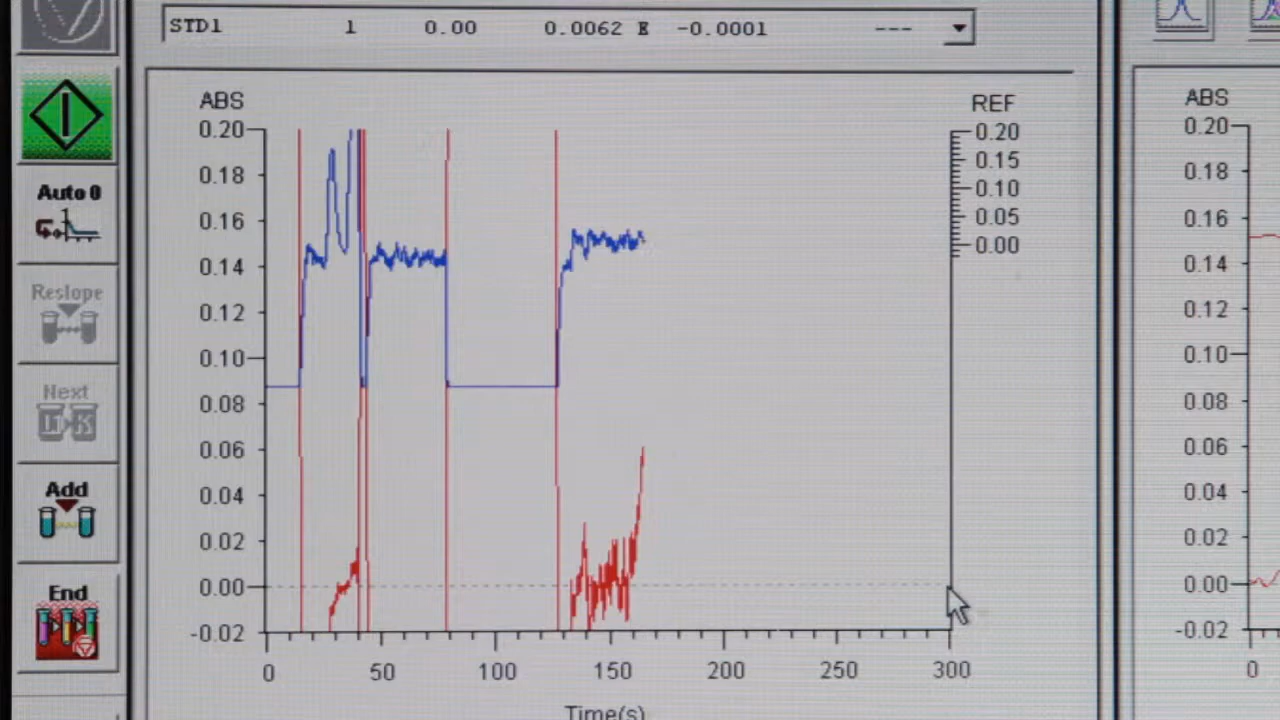 STD1 1 0.00 0.0062 E -0.0001 ---
ABS
0.20
0.18
0.16
0.14
0.12
0.10
0.08
0.06
0.04
0.02
0.00
-0.02
0 50 100 150 200 250 300
Time(s)
REF
0.20
0.15
0.10
0.05
0.00
ABS
0.20
0.18
0.16
0.14
0.12
0.10
0.08
0.06
0.04
0.02
0.00
-0.02
0
Auto 0
Reslope
Next
Add
End